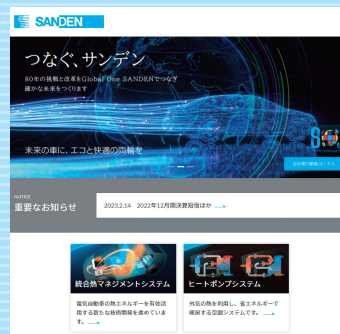 SANDEN
つなぐ、サンデン
80年の挑戦と改革をGlobal One SANDENでつなぎ
確かな未来をつくります
未来の車に、エコと快適の両輪を
80
NOTICE
重要なお知らせ
2023.2.14 2022年12月期決算短信ほか
統合熱マネジメントシステム
ヒートポンプシステム
電気自動車の熱エネルギーを有効活
用する新たな技術開発を進めていま
す。
外気の熱を利用し、省エネルギーで
暖房する空調システムです。